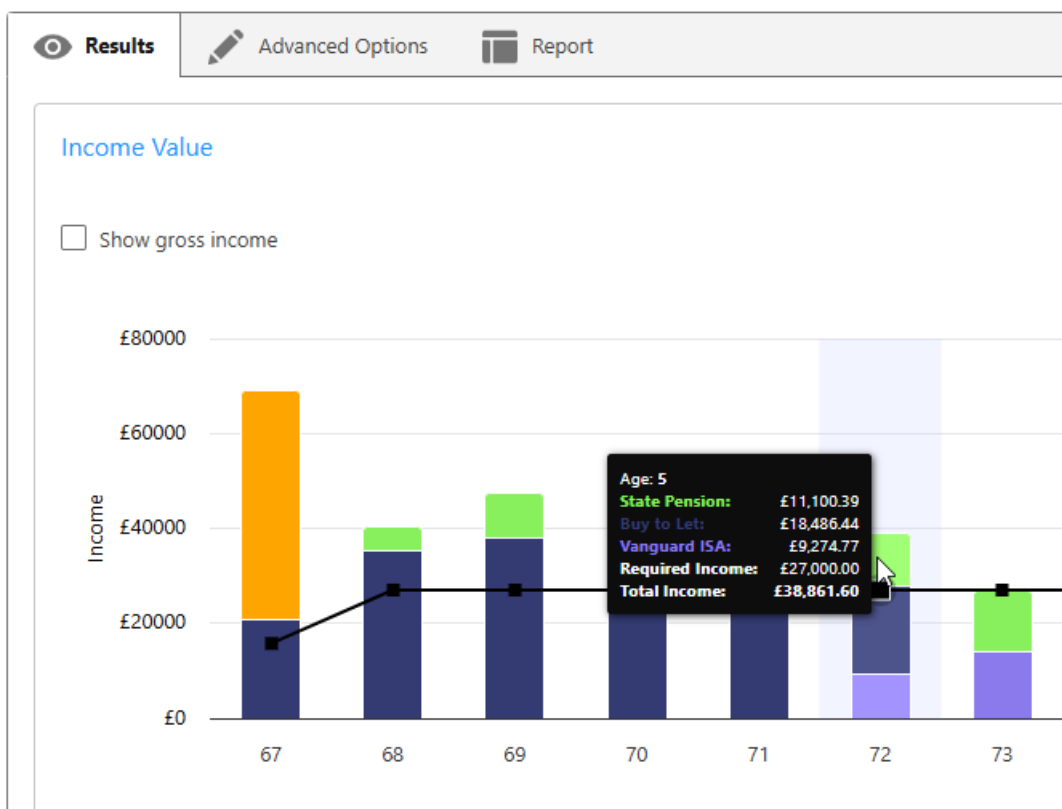 Results Advanced Options Report
Income Value
Show gross income
£80000
£60000
£40000
£20000
£0
Income
Age: 5
State Pension: £11,100.39
Buy to Let: £18,486.44
Vanguard ISA: £9,274.77
Required Income: £27,000.00
Total Income: £38,861.60
67 68 69 70 71 72 73